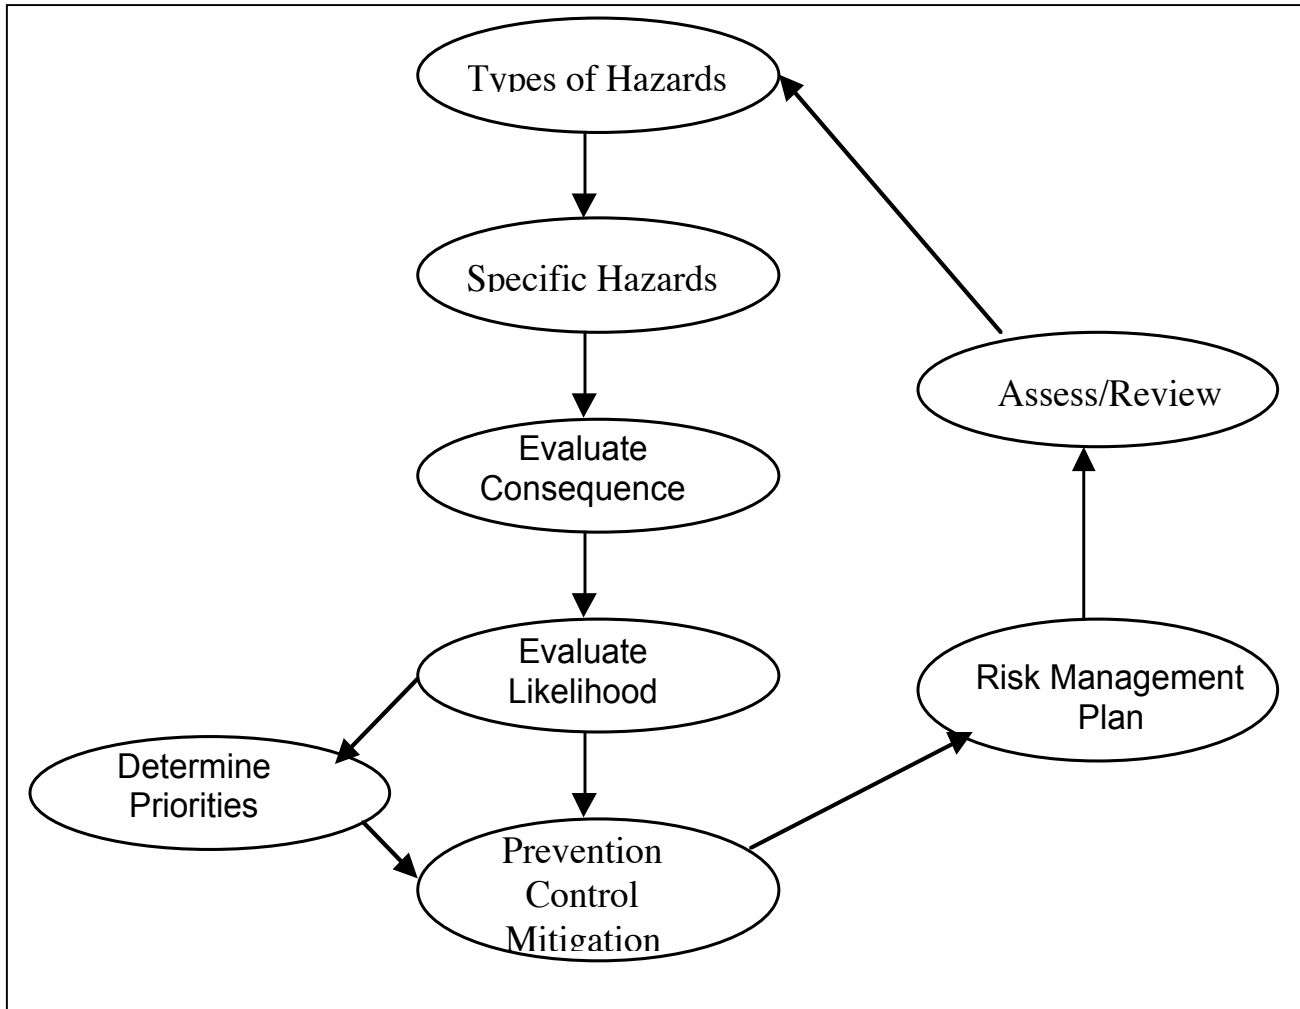 Types of Hazards
Specific Hazards
Evaluate
Consequence
Evaluate
Likelihood
Determine
Priorities
Prevention
Control
Mitigation
Risk Management
Plan
Assess/Review